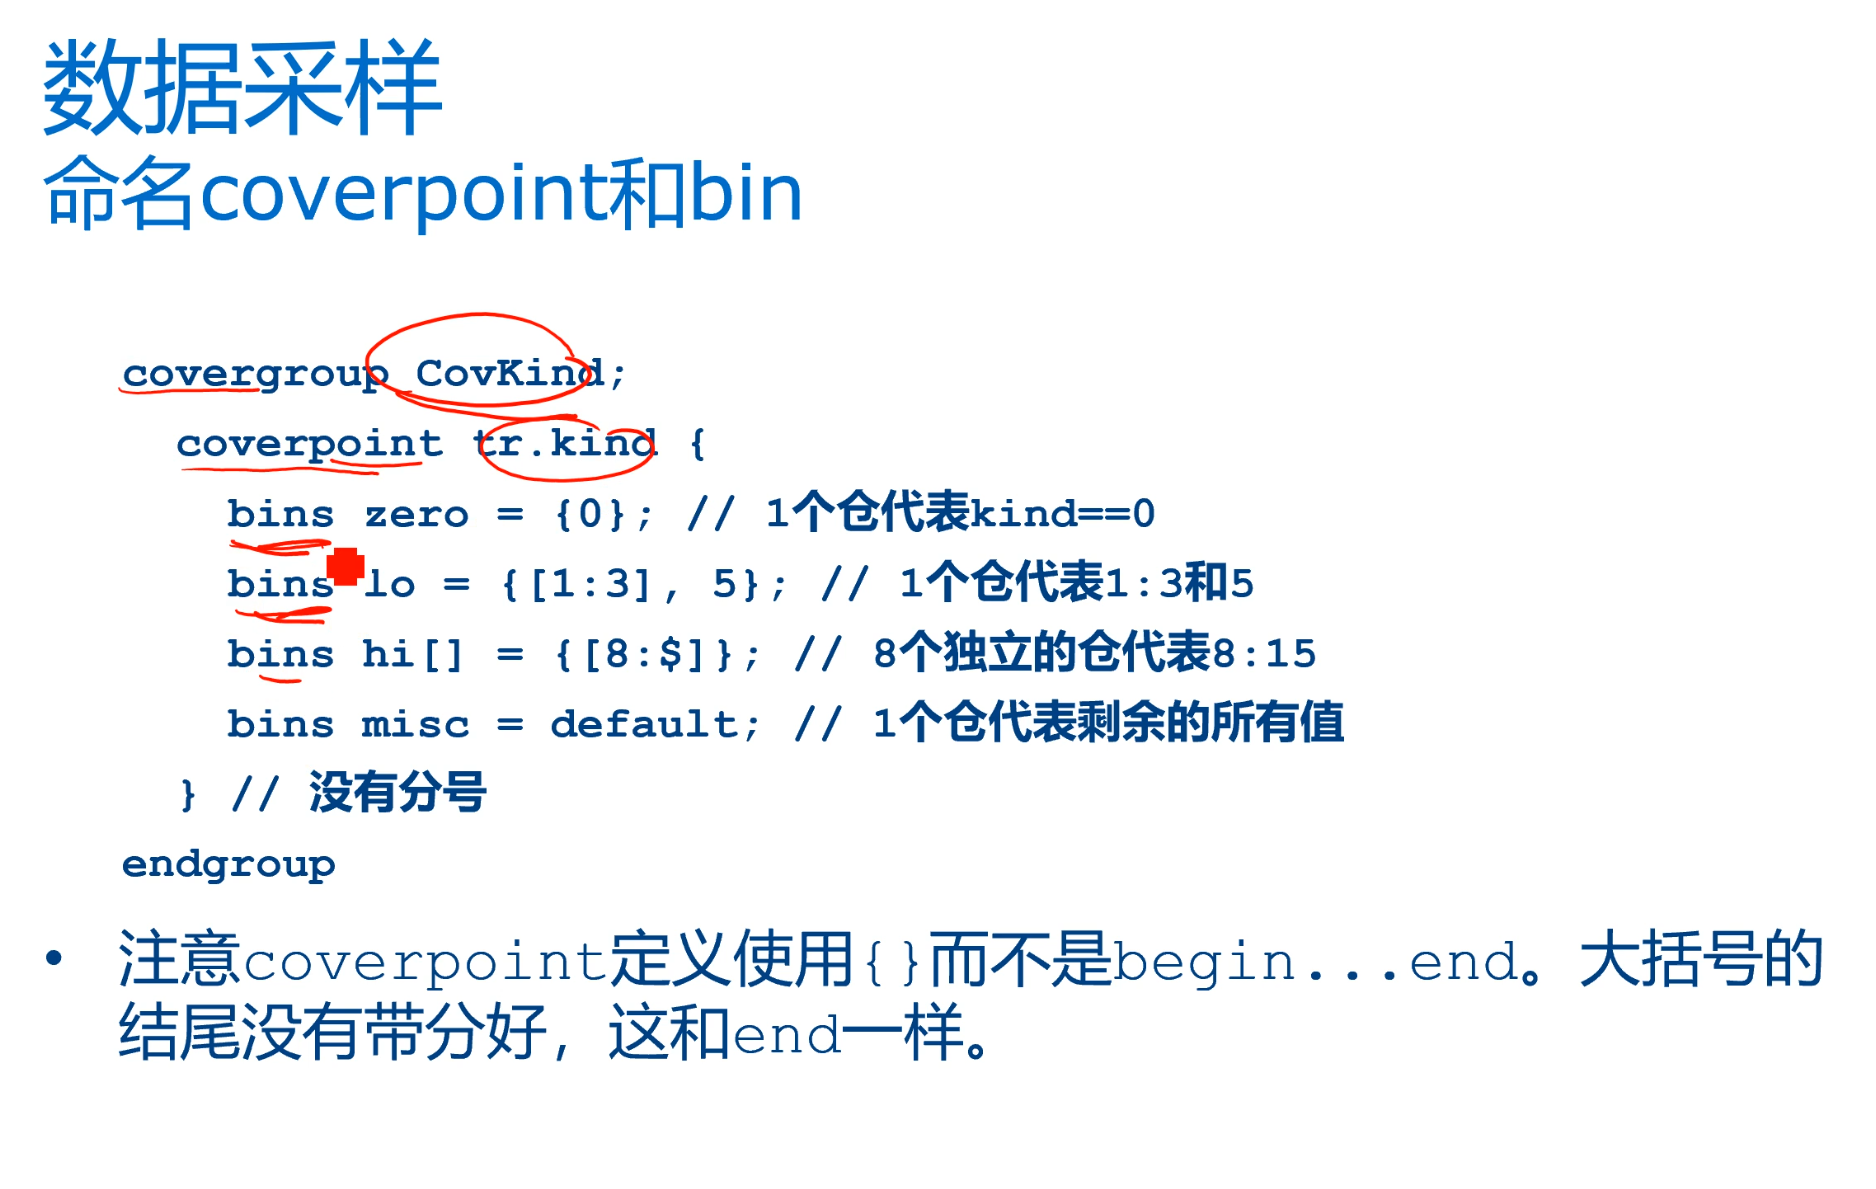 数据采样
命名coverpoint和bin
covergroup CovKind;
coverpoint tr.kind {
bins zero = {0}; // 1个仓代表kind==0
bins lo = {[1:3], 5}; // 1个仓代表1:3和5
bins hi[] = {[8:$]}; // 8个独立的仓代表8:15
bins misc = default; // 1个仓代表剩余的所有值
} // 没有分号
endgroup
• 注意coverpoint定义使用{}而不是begin...end。大括号的
结尾没有带分好，这和end一样。